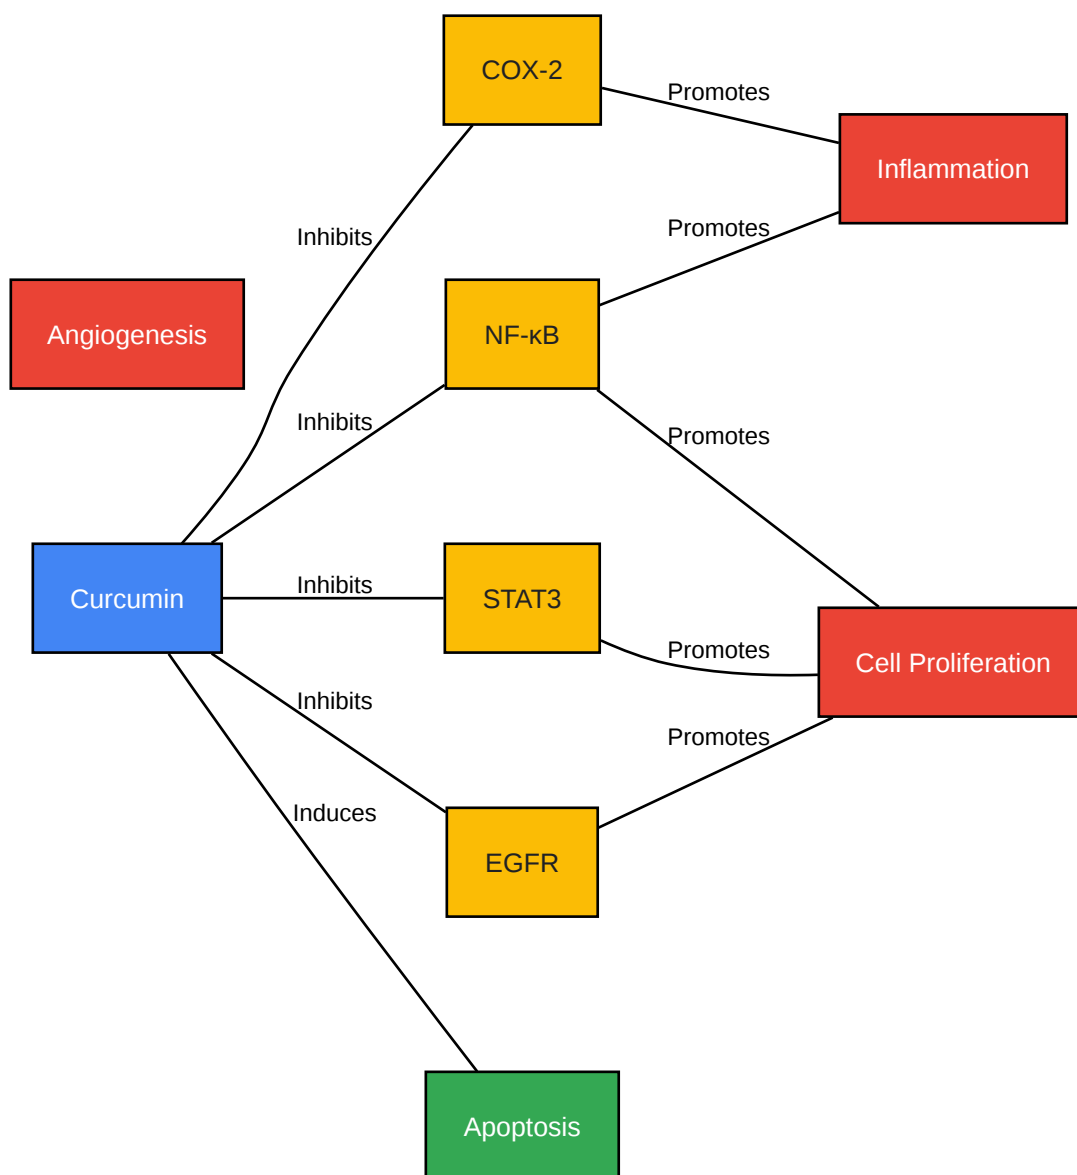 COX-2
Promotes
Inflammation
Promotes
Inhibits
Angiogenesis
NF-κB
Inhibits
Promotes
Curcumin
Inhibits
STAT3
Promotes
Cell Proliferation
Inhibits
Promotes
Induces
EGFR
Apoptosis